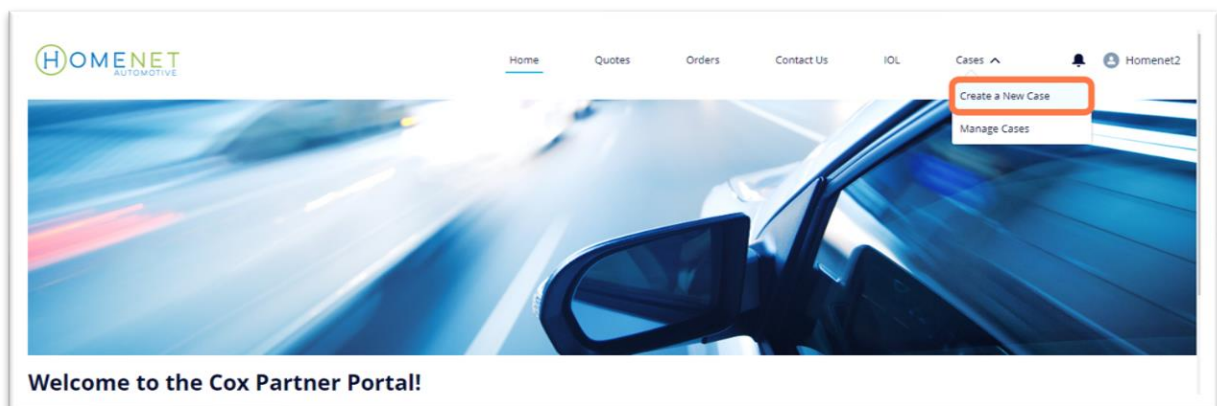 HOMENET
AUTOMOTIVE
Home Quotes Orders Contact Us IOL Cases Homenet2
Create a New Case
Manage Cases
Welcome to the Cox Partner Portal!